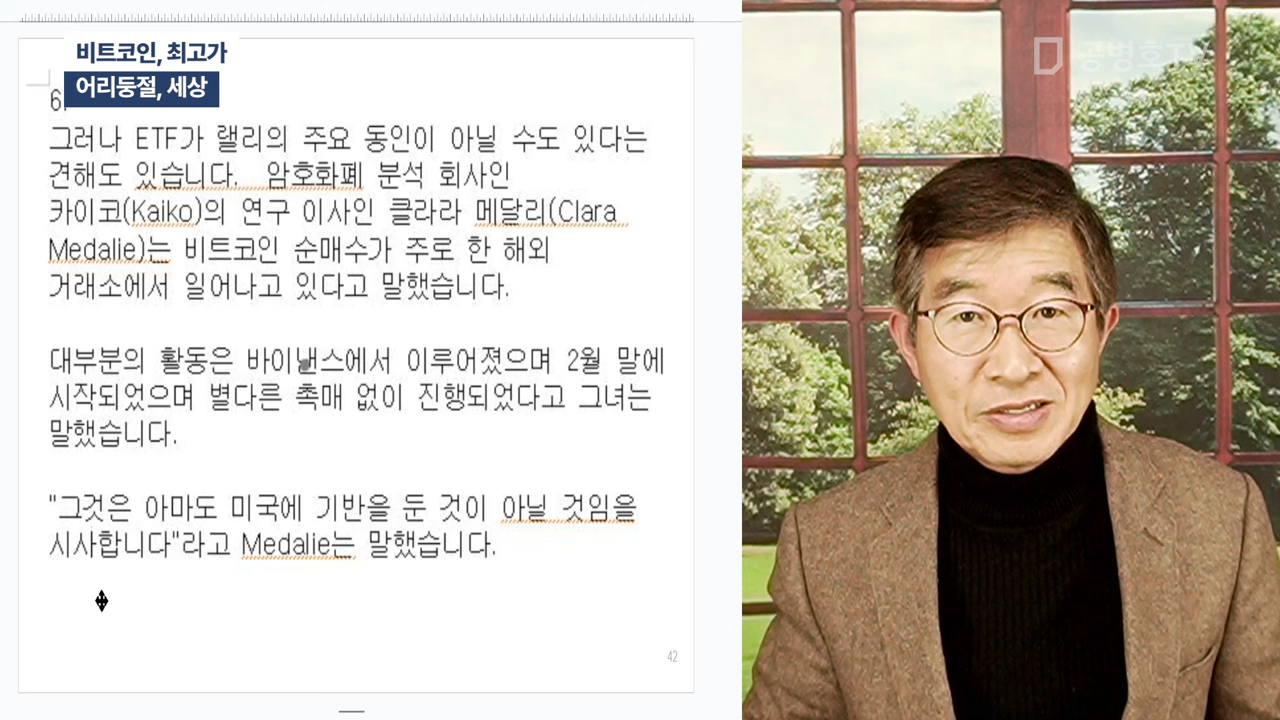 비트코인, 최고가
어리둥절, 세상
6.
그러나 ETF가 랠리의 주요 동인이 아닐 수도 있다는
견해도 있습니다. 암호화폐 분석 회사인
카이코(Kaiko)의 연구 이사인 클라라 메달리(Clara
Medalie)는 비트코인 순매수가 주로 한 해외
거래소에서 일어나고 있다고 말했습니다.
대부분의 활동은 바이낸스에서 이루어졌으며 2월 말에
시작되었으며 별다른 촉매 없이 진행되었다고 그녀는
말했습니다.
"그것은 아마도 미국에 기반을 둔 것이 아닐 것임을
시사합니다"라고 Medalie는 말했습니다.
42
공병호TV